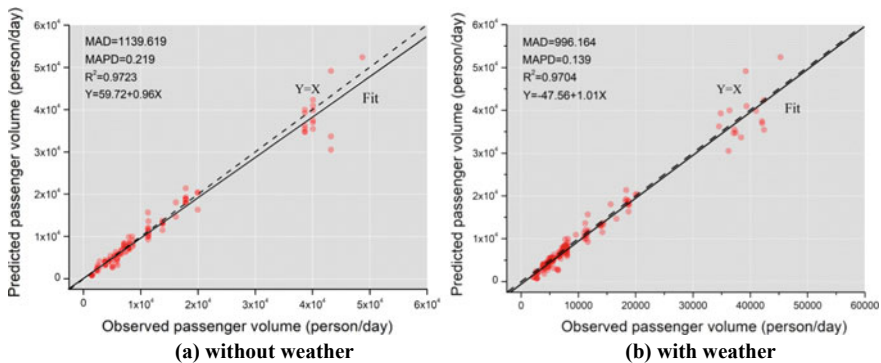 6x10⁴
5x10⁴
4x10⁴
3x10⁴
2x10⁴
1x10⁴
0
Predicted passenger volume (person/day)
MAD=1139.619
MAPD=0.219
R²=0.9723
Y=59.72+0.96X
Y=X
Fit
0 1x10⁴ 2x10⁴ 3x10⁴ 4x10⁴ 5x10⁴ 6x10⁴
Observed passenger volume (person/day)
(a) without weather
6x10⁴
5x10⁴
4x10⁴
3x10⁴
2x10⁴
1x10⁴
0
Predicted passenger volume (person/day)
MAD=996.164
MAPD=0.139
R²=0.9704
Y=-47.56+1.01X
Y=X
Fit
0 10000 20000 30000 40000 50000 60000
Observed passenger volume (person/day)
(b) with weather